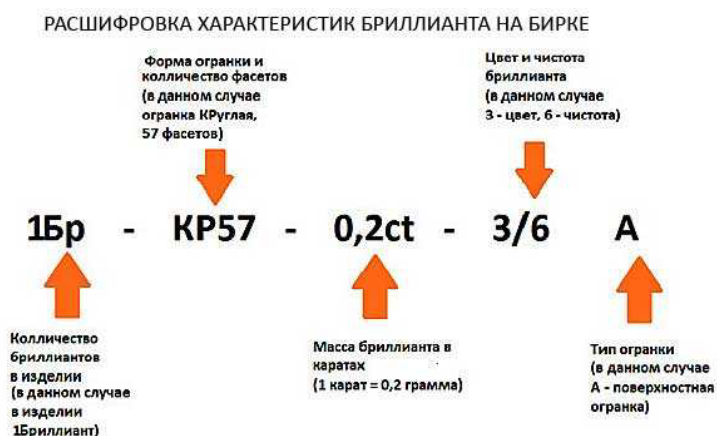 РАСШИФРОВКА ХАРАКТЕРИСТИК БРИЛЛИАНТА НА БИРКЕ
Форма огранки и
колличество фасетов
(в данном случае
огранка КРуглая,
57 фасетов)
Цвет и чистота
бриллианта
(в данном случае
3 - цвет, 6 - чистота)
1Бр - КР57 - 0,2ct - 3/6 А
Колличество
бриллиантов
в изделии
(в данном случае
в изделии
1Бриллиант)
Масса бриллианта в
каратах
(1 карат = 0,2 грамма)
Тип огранки
(в данном случае
А - поверхностная
огранка)